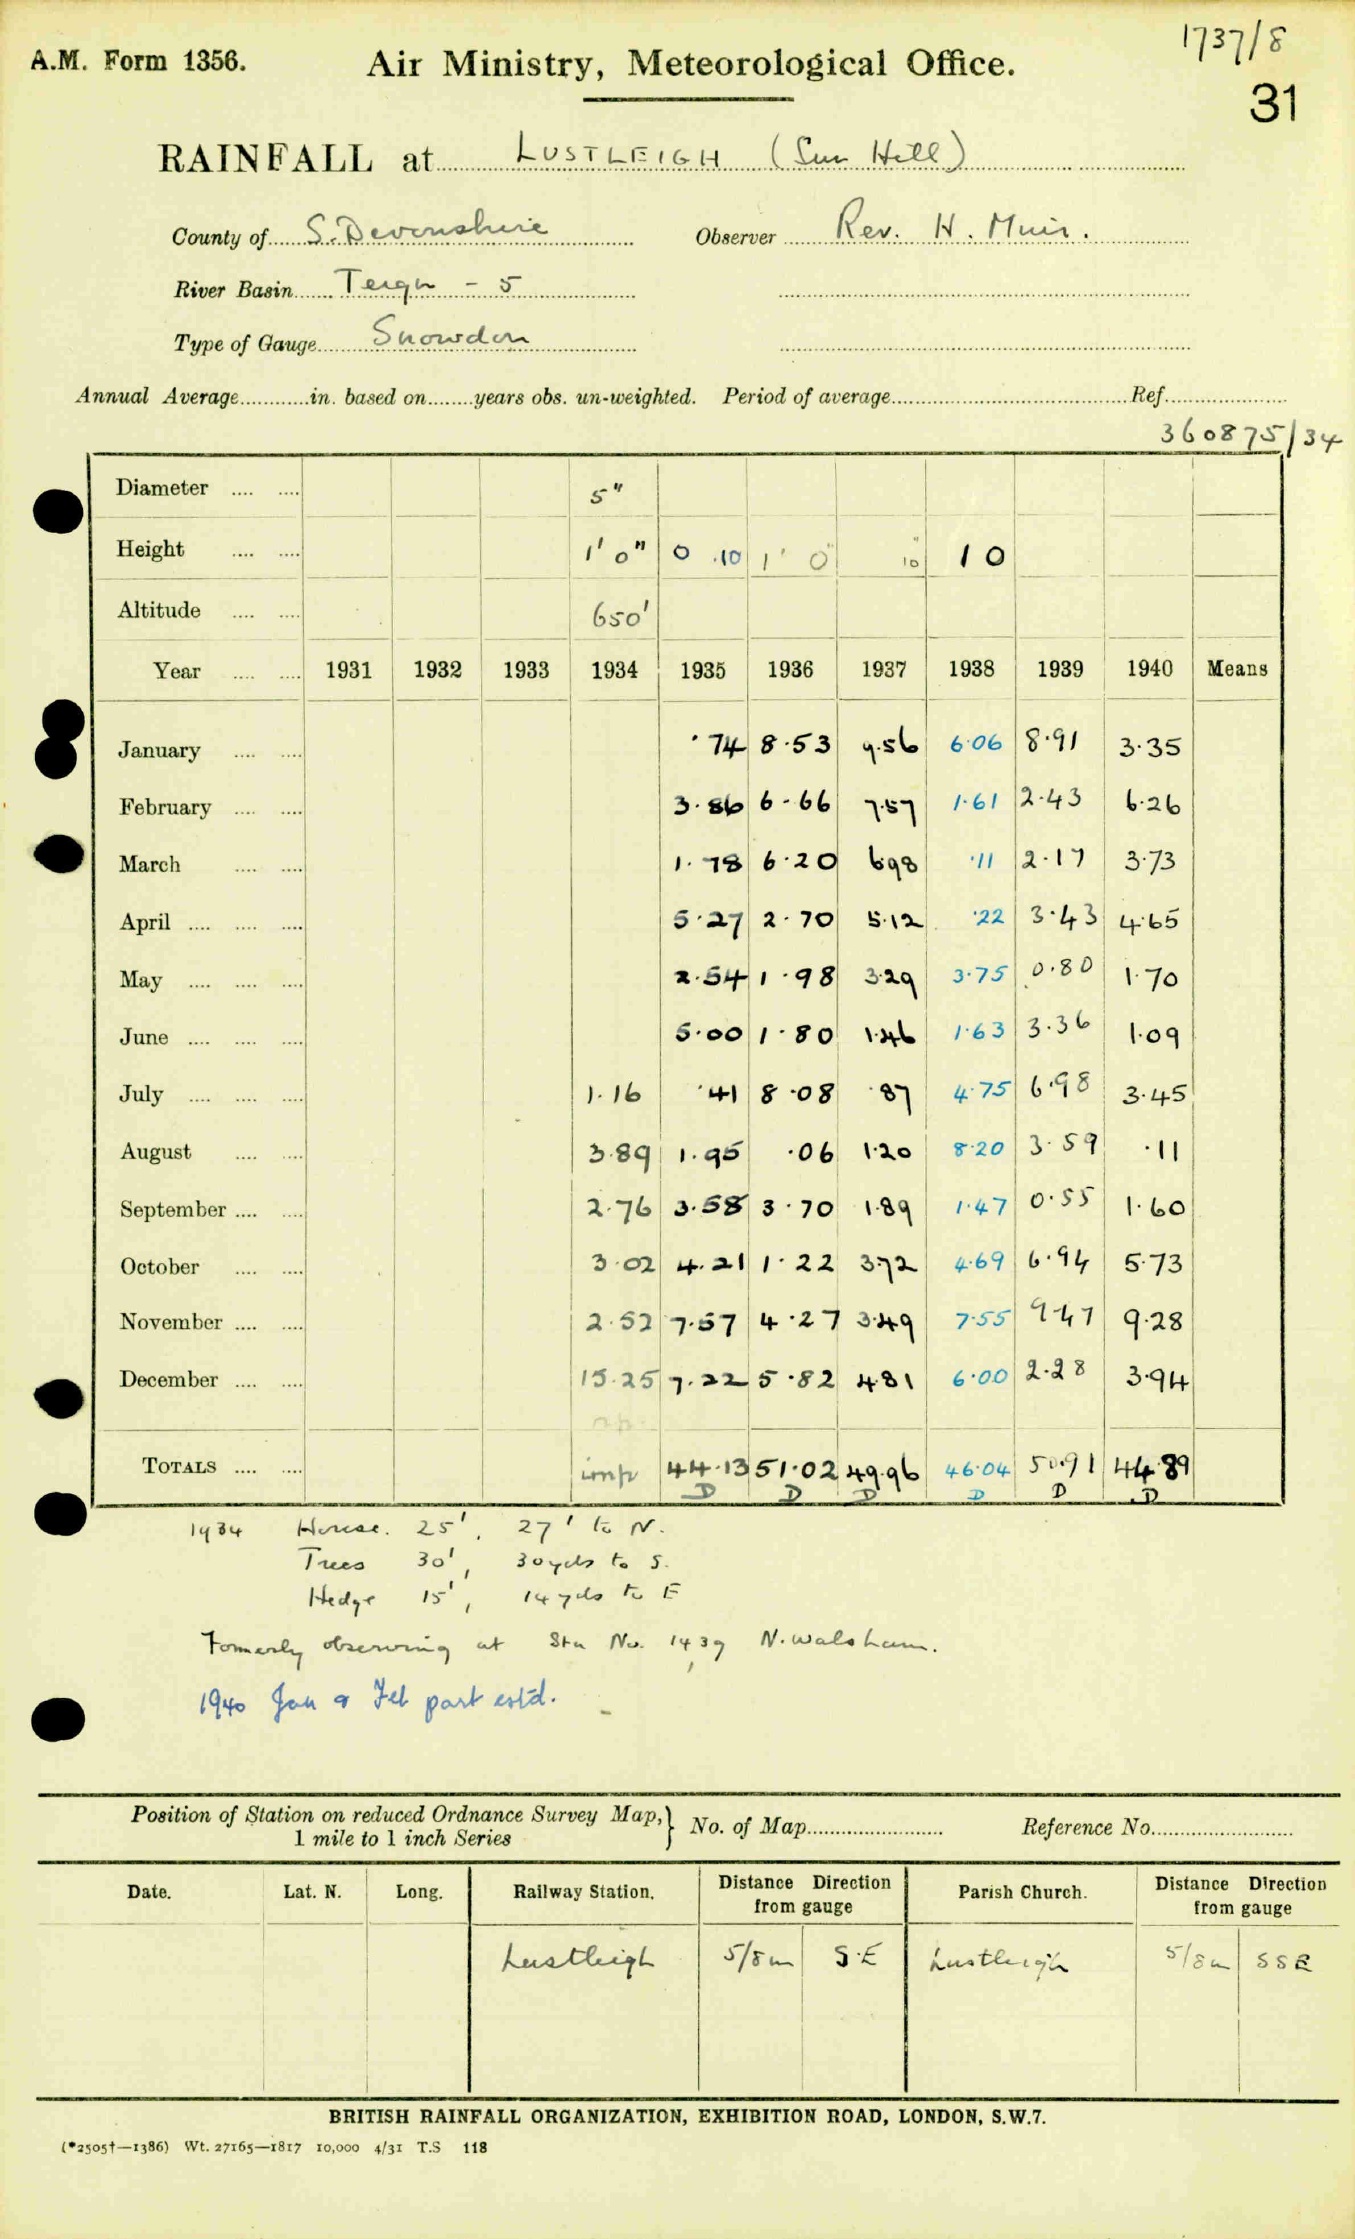 1737/8
A.M. Form 1356. Air Ministry, Meteorological Office.
31
RAINFALL at LUSTLEIGH (Sun Hill)
County of S. Devonshire Observer Rev. H. Muir.
River Basin Teign - 5
Type of Gauge Snowdon
Annual Average in. based on years obs. un-weighted. Period of average Ref.
360875/34
Diameter 5"
Height 1' 0" 0 .10 1' 0" 10" 10
Altitude 650'
Year 1931 1932 1933 1934 1935 1936 1937 1938 1939 1940 Means
January ·74 8·53 9·56 6·06 8·91 3·35
February 3·86 6·66 7·57 1·61 2·43 6·26
March 1·78 6·20 6·98 ·11 2·17 3·73
April 5·27 2·70 5·12 ·22 3·43 4·65
May 2·54 1·98 3·29 3·75 0·80 1·70
June 5·00 1·80 1·46 1·63 3·36 1·09
July 1·16 ·41 8·08 ·87 4·75 6·98 3·45
August 3·89 1·95 ·06 1·20 8·20 3·59 ·11
September 2·76 3·58 3·70 1·89 1·47 0·55 1·60
October 3·02 4·21 1·22 3·72 4·69 6·94 5·73
November 2·52 7·57 4·27 3·49 7·55 9·47 9·28
December 15·25 7·22 5·82 4·81 6·00 2·28 3·94
TOTALS imp 44·13 51·02 49·96 46·04 50·91 44·89
D D D D D D
1934 House. 25', 27' to N.
Trees 30', 30yds to S.
Hedge 15', 14yds to E
Formerly observing at Stn No. 1439 N. Walsham.
1940 Jan & Feb part estd.
Position of Station on reduced Ordnance Survey Map,} No. of Map Reference No.
1 mile to 1 inch Series
Date. Lat. N. Long. Railway Station. Distance Direction from gauge Parish Church. Distance Direction from gauge
Lustleigh 5/8m S.E Lustleigh 5/8m SSE
BRITISH RAINFALL ORGANIZATION, EXHIBITION ROAD, LONDON, S.W.7.
(*2505†—1386) Wt. 27165—1817 10,000 4/31 T.S 118